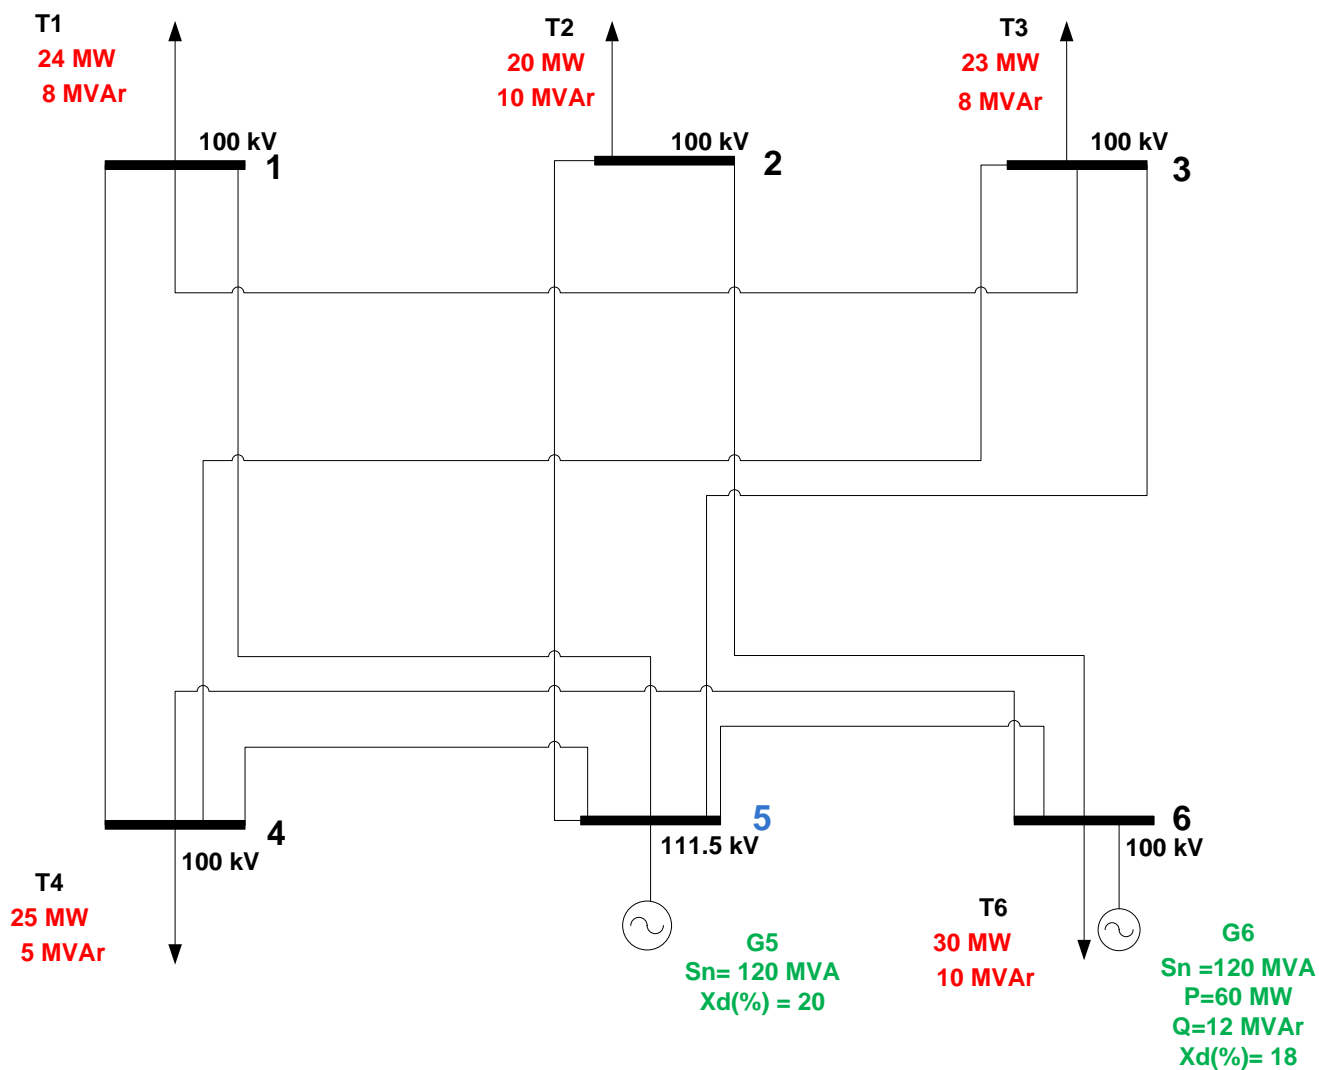 T1
24 MW
8 MVAr
100 kV
1
T2
20 MW
10 MVAr
100 kV
2
T3
23 MW
8 MVAr
100 kV
3
4
100 kV
T4
25 MW
5 MVAr
5
111.5 kV
G5
Sn= 120 MVA
Xd(%) = 20
6
100 kV
T6
30 MW
10 MVAr
G6
Sn =120 MVA
P=60 MW
Q=12 MVAr
Xd(%)= 18